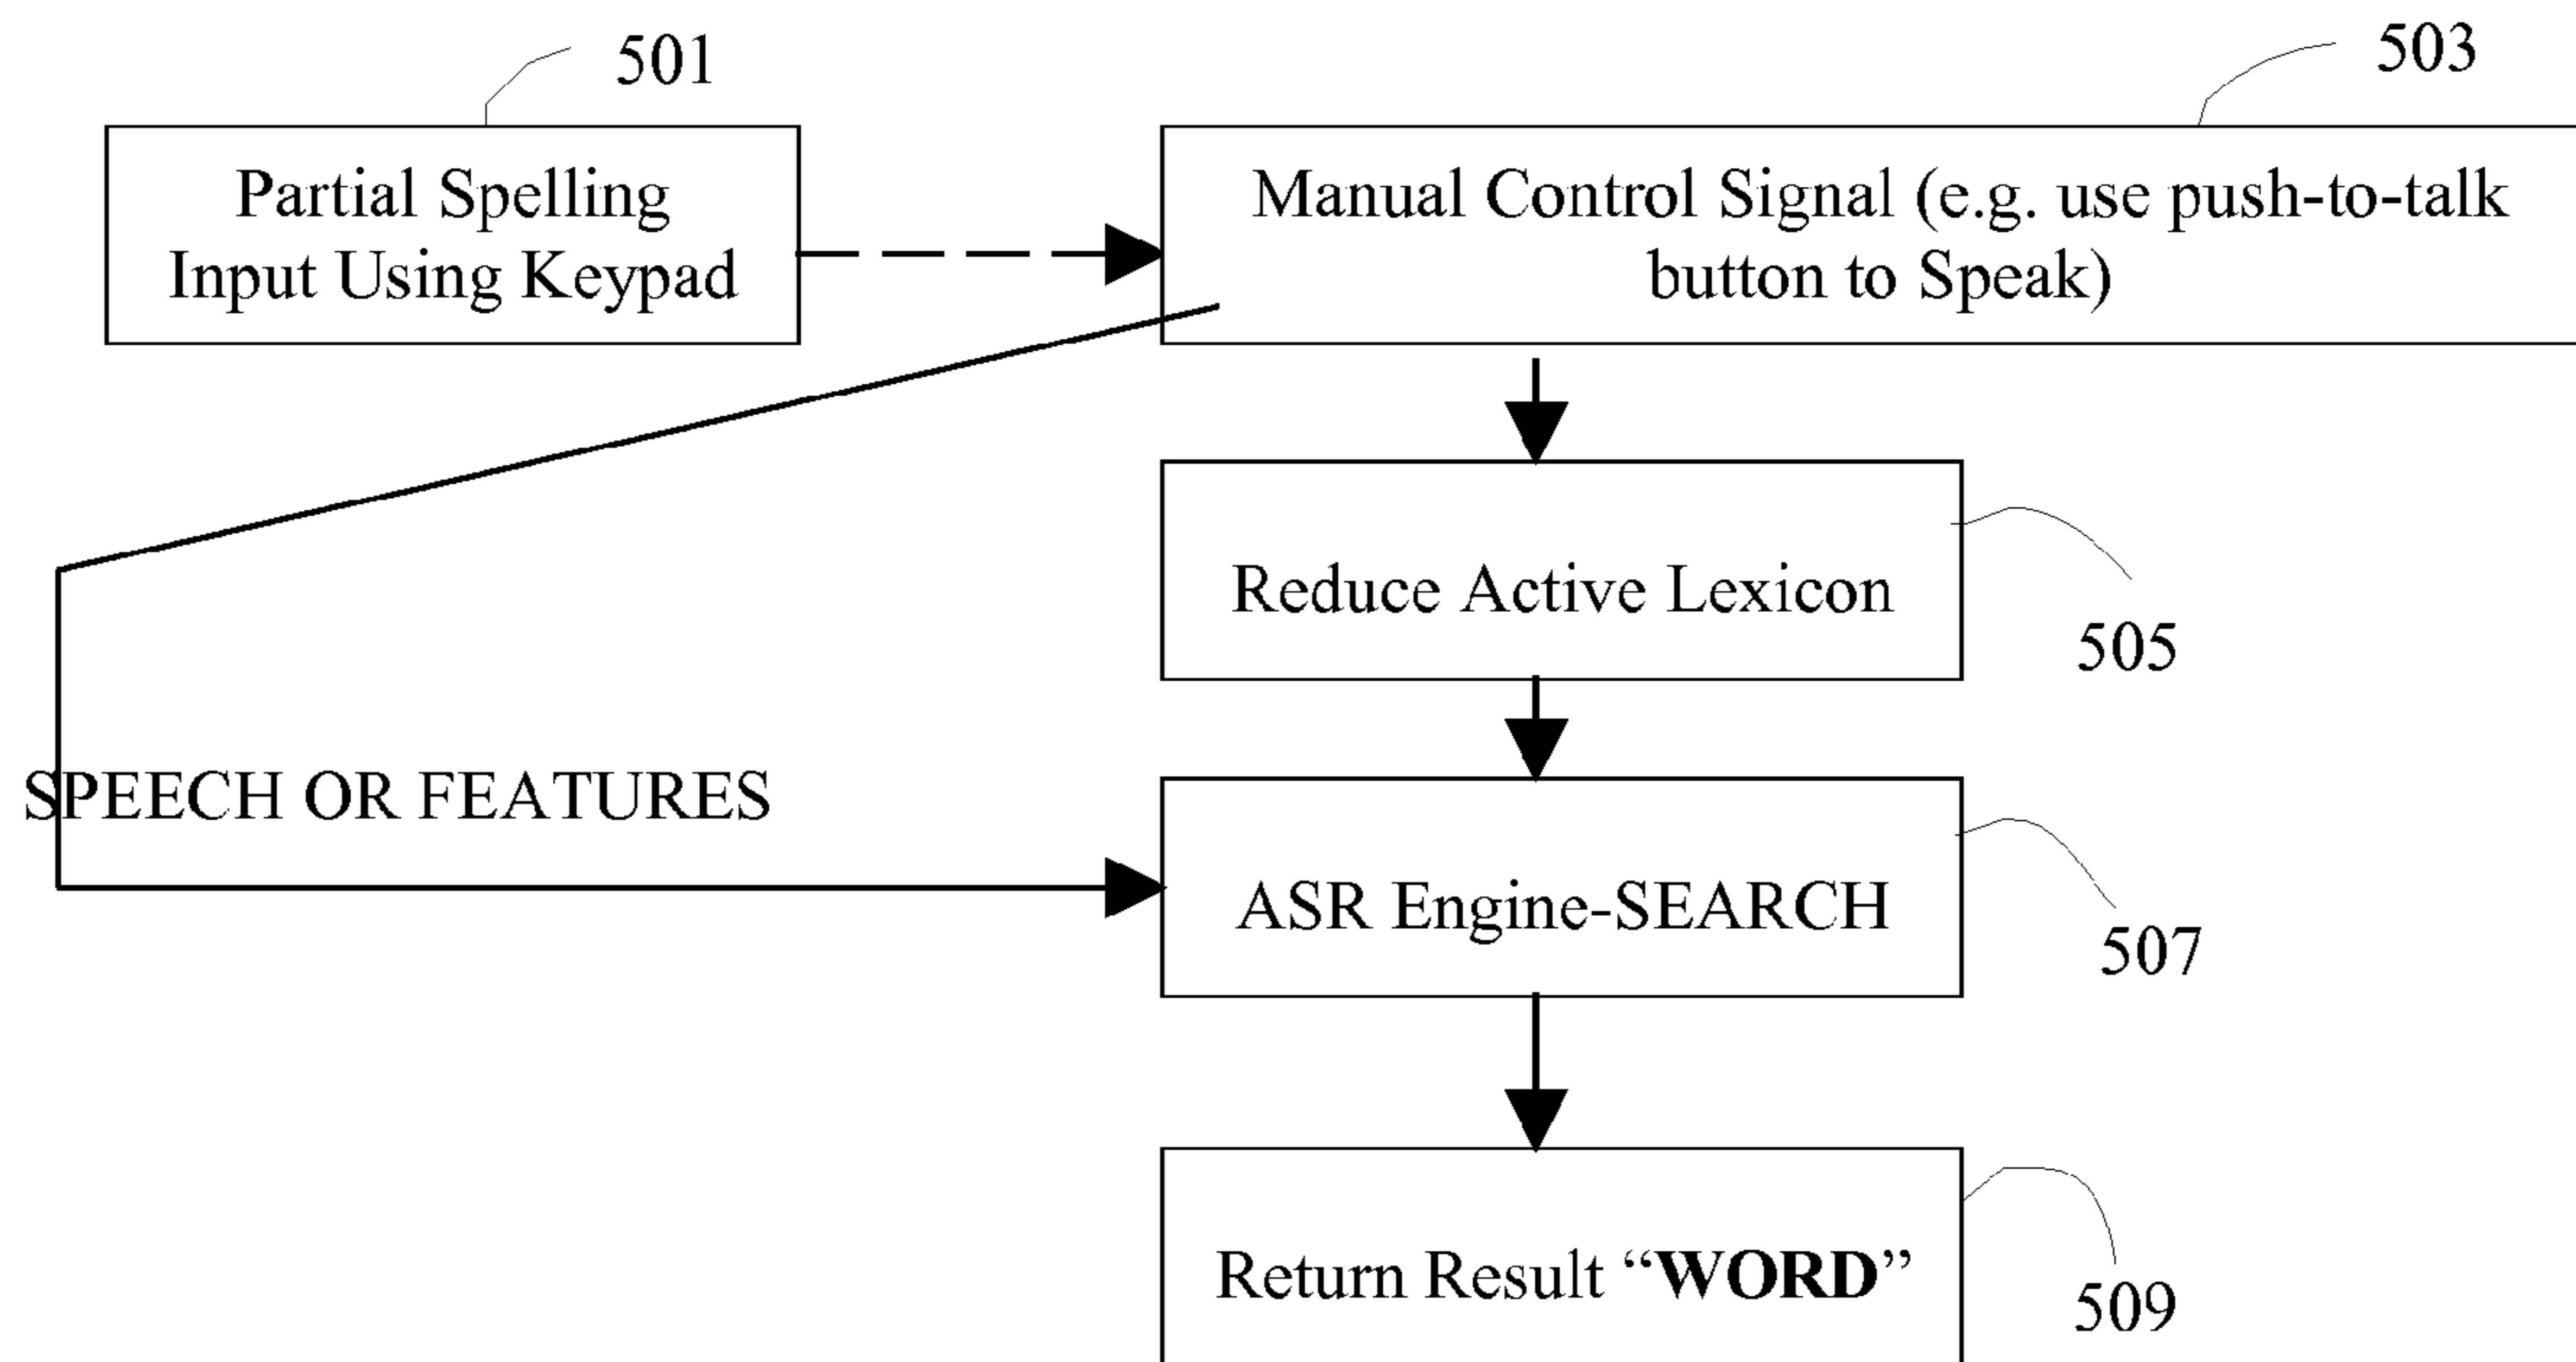 501
503
Partial Spelling
Input Using Keypad
Manual Control Signal (e.g. use push-to-talk
button to Speak)
Reduce Active Lexicon
505
SPEECH OR FEATURES
ASR Engine-SEARCH
507
Return Result “WORD”
509